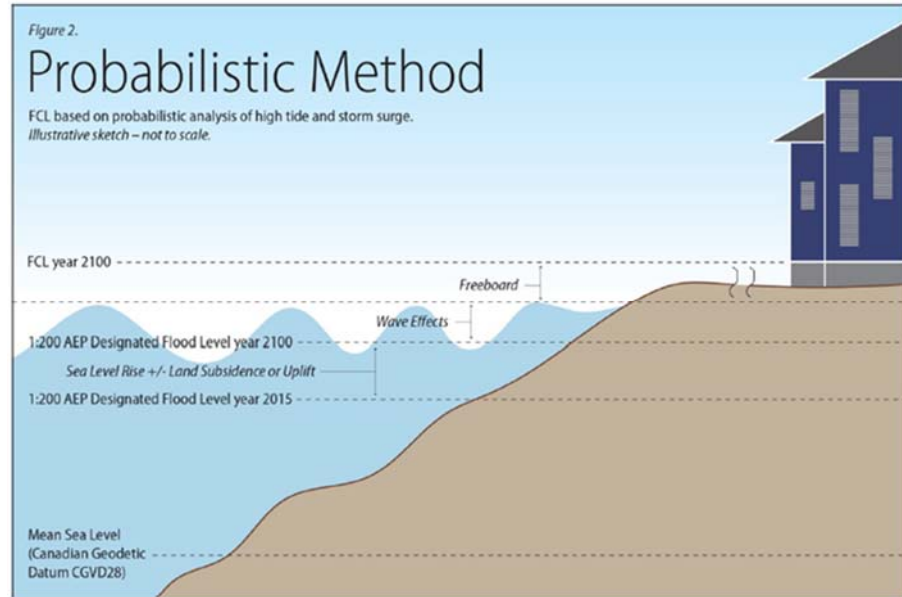 Figure 2.
Probabilistic Method
FCL based on probabilistic analysis of high tide and storm surge.
Illustrative sketch – not to scale.
FCL year 2100
Freeboard
Wave Effects
1:200 AEP Designated Flood Level year 2100
Sea Level Rise +/- Land Subsidence or Uplift
1:200 AEP Designated Flood Level year 2015
Mean Sea Level
(Canadian Geodetic
Datum CGVD28)